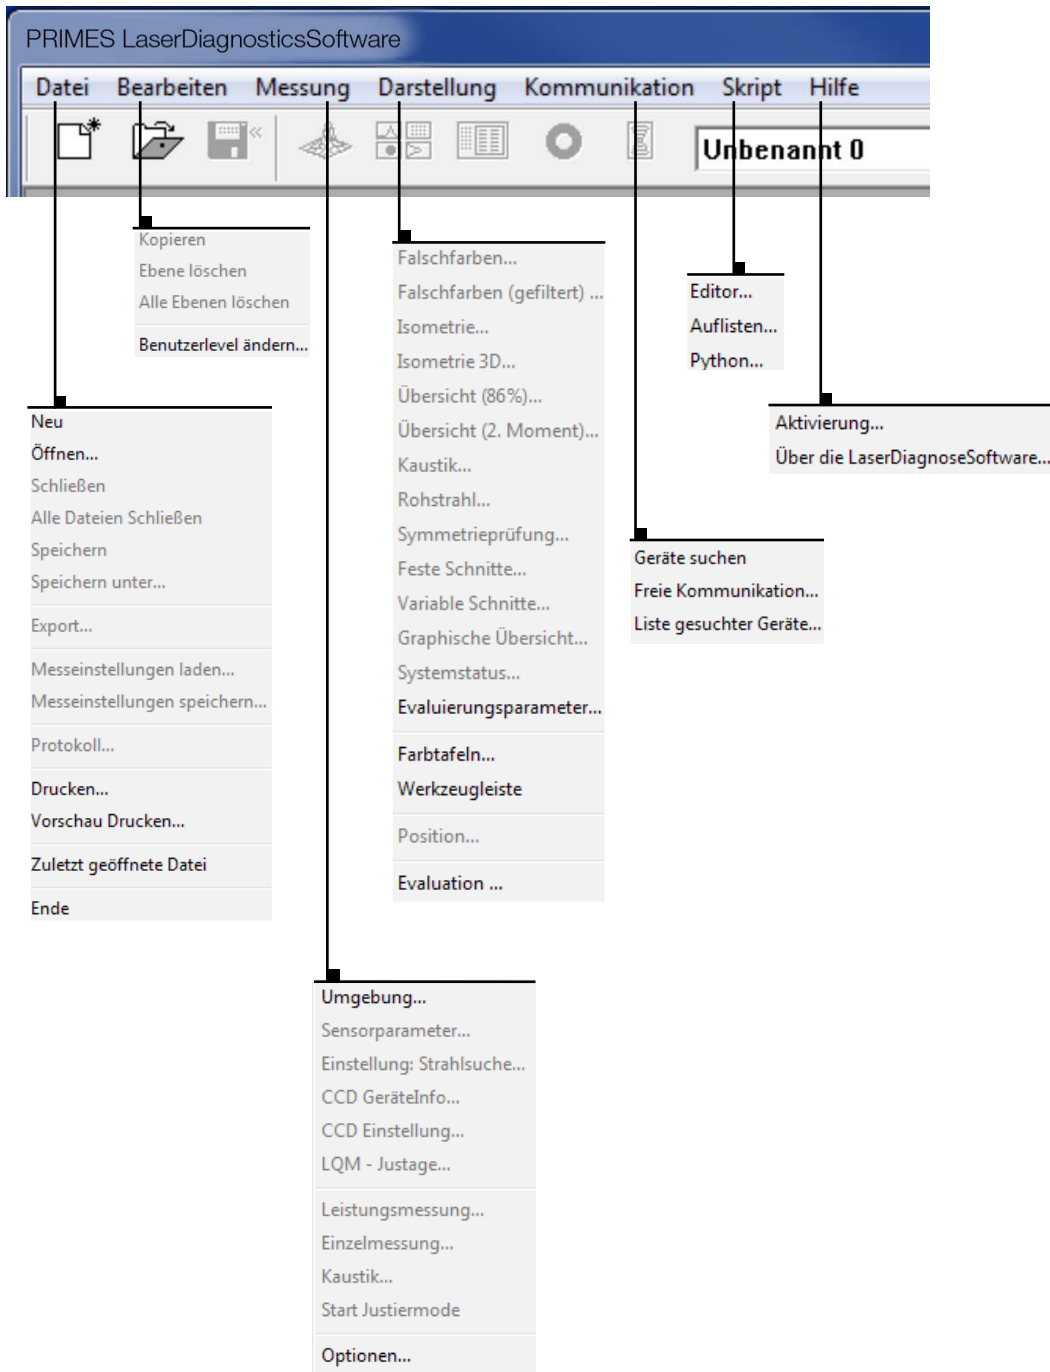 PRIMES LaserDiagnosticsSoftware
Datei Bearbeiten Messung Darstellung Kommunikation Skript Hilfe
Unbenannt 0
Kopieren
Ebene löschen
Alle Ebenen löschen
Benutzerlevel ändern...
Falschfarben...
Falschfarben (gefiltert) ...
Isometrie...
Isometrie 3D...
Übersicht (86%)...
Übersicht (2. Moment)...
Kaustik...
Rohstrahl...
Symmetrieprüfung...
Feste Schnitte...
Variable Schnitte...
Graphische Übersicht...
Systemstatus...
Evaluierungsparameter...
Farbtafeln...
Werkzeugleiste
Position...
Evaluation ...
Editor...
Auflisten...
Python...
Aktivierung...
Über die LaserDiagnoseSoftware...
Neu
Öffnen...
Schließen
Alle Dateien Schließen
Speichern
Speichern unter...
Export...
Messeinstellungen laden...
Messeinstellungen speichern...
Protokoll...
Drucken...
Vorschau Drucken...
Zuletzt geöffnete Datei
Ende
Geräte suchen
Freie Kommunikation...
Liste gesuchter Geräte...
Umgebung...
Sensorparameter...
Einstellung: Strahlsuche...
CCD GeräteInfo...
CCD Einstellung...
LQM - Justage...
Leistungsmessung...
Einzelmessung...
Kaustik...
Start Justiermode
Optionen...